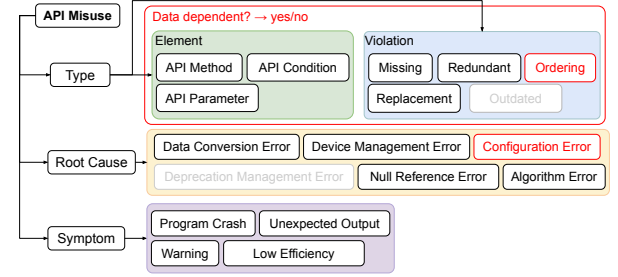 API Misuse
Data dependent? → yes/no
Element
Violation
Type
API Method
API Condition
API Parameter
Missing
Redundant
Ordering
Replacement
Outdated
Root Cause
Data Conversion Error
Device Management Error
Configuration Error
Deprecation Management Error
Null Reference Error
Algorithm Error
Symptom
Program Crash
Unexpected Output
Warning
Low Efficiency